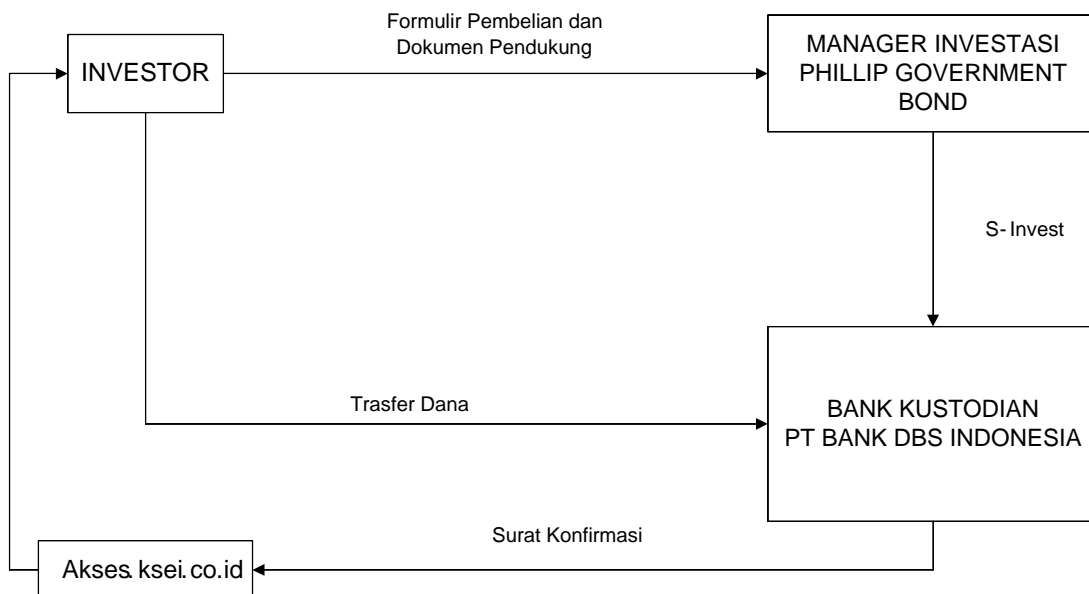 Formulir Pembelian dan
Dokumen Pendukung
INVESTOR
MANAGER INVESTASI
PHILLIP GOVERNMENT
BOND
S- Invest
Trasfer Dana
BANK KUSTODIAN
PT BANK DBS INDONESIA
Surat Konfirmasi
Akses.ksei.co.id